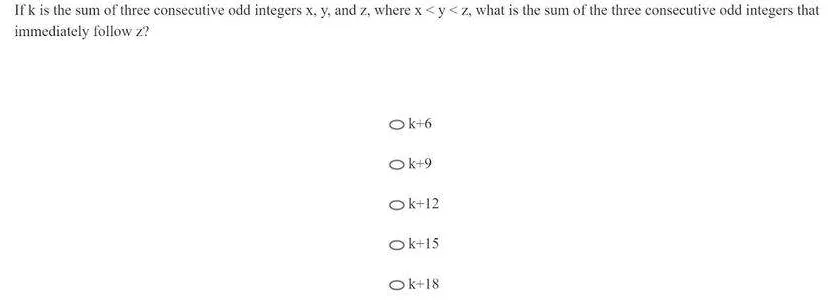 If k is the sum of three consecutive odd integers x, y, and z, where x < y < z, what is the sum of the three consecutive odd integers that
immediately follow z?
k+6
k+9
k+12
k+15
k+18